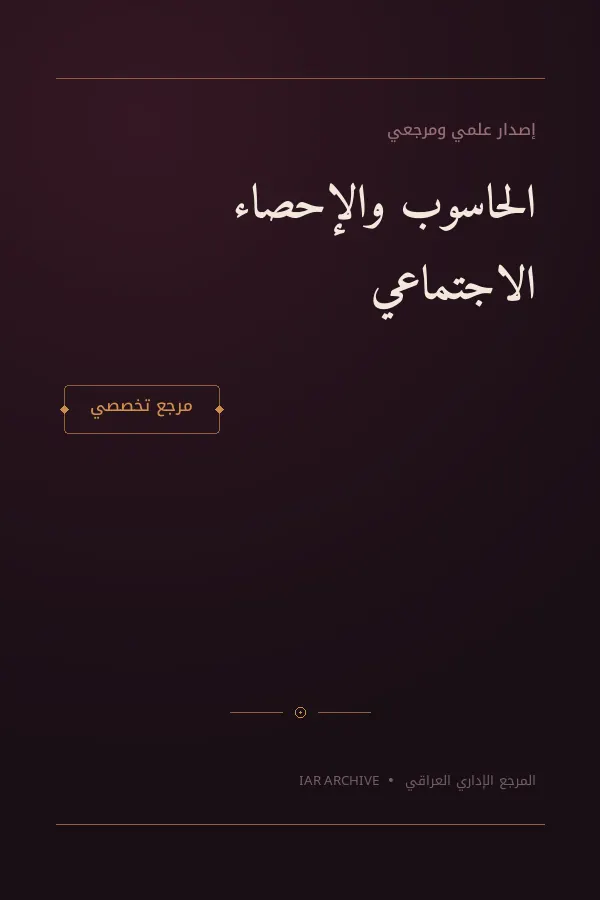 إصدار علمي ومرجعي
الحاسوب والإحصاء
الاجتماعي
مرجع تخصصي
المرجع الإداري العراقي • IAR ARCHIVE